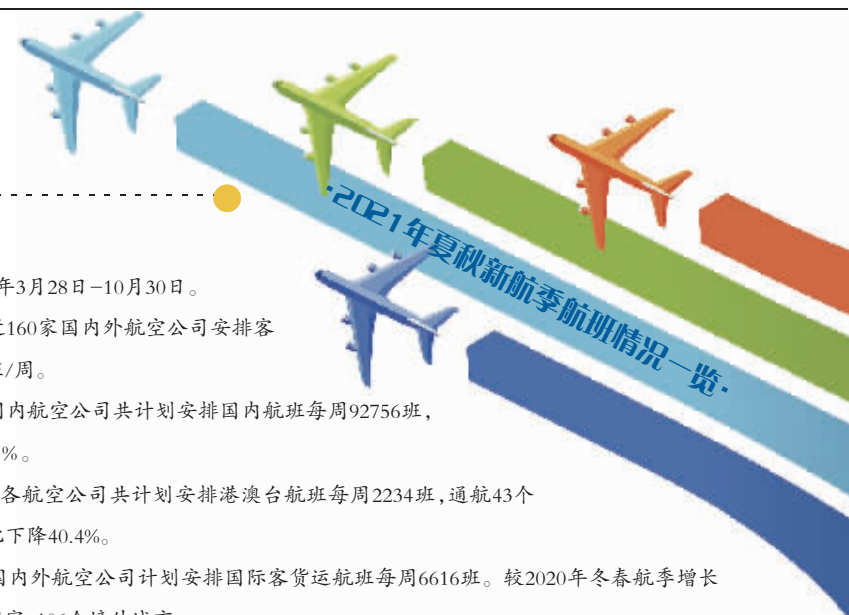 ·2021年夏秋新航季航班情况一览·
年3月28日-10月30日。
160家国内外航空公司安排客
/周。
国内航空公司共计划安排国内航班每周92756班，
%。
各航空公司共计划安排港澳台航班每周2234班，通航43个
下降40.4%。
国内外航空公司计划安排国际客货运航班每周6616班。较2020年冬春航季增长